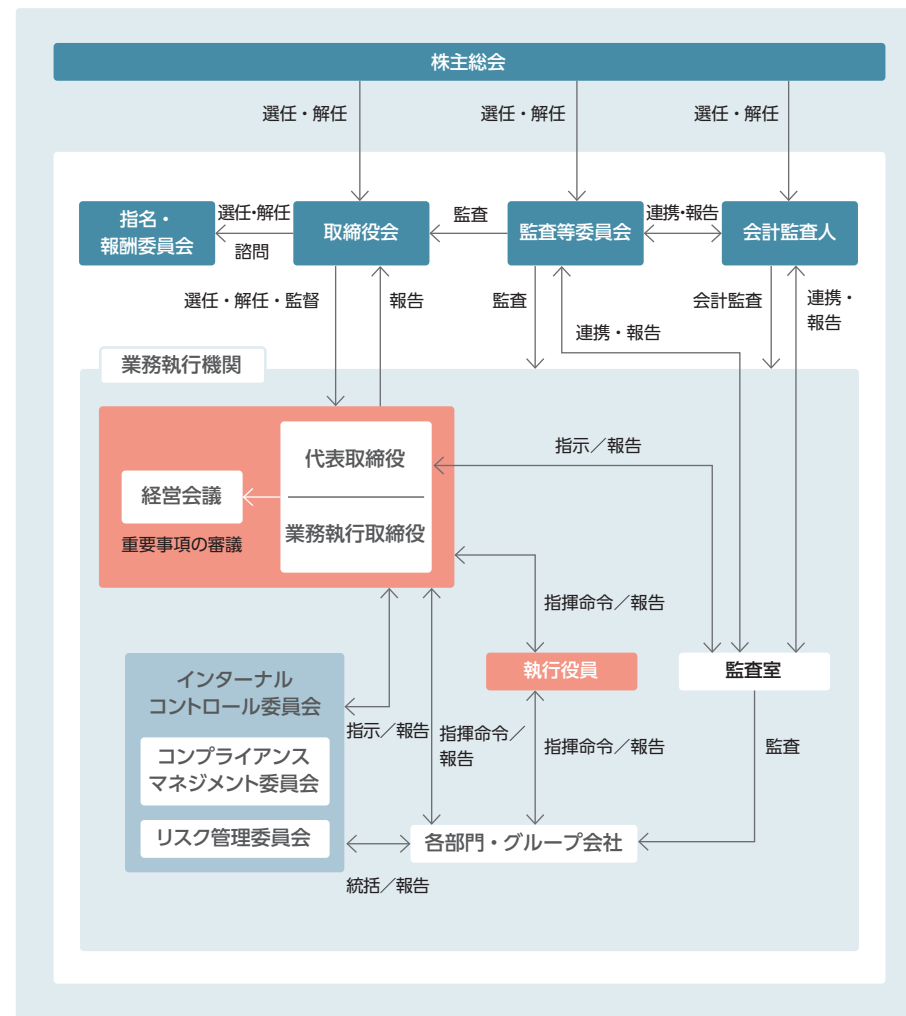 株主総会
選任・解任
選任・解任
選任・解任
指名・
報酬委員会
選任・解任
諮問
取締役会
監査
監査等委員会
連携・報告
会計監査人
選任・解任・監督
報告
監査
連携・報告
会計監査
連携・
報告
業務執行機関
代表取締役
業務執行取締役
経営会議
重要事項の審議
指示／報告
指揮命令／報告
執行役員
監査室
インターナル
コントロール委員会
指示／報告
コンプライアンス
マネジメント委員会
リスク管理委員会
指揮命令／
報告
指揮命令／報告
監査
各部門・グループ会社
統括／報告